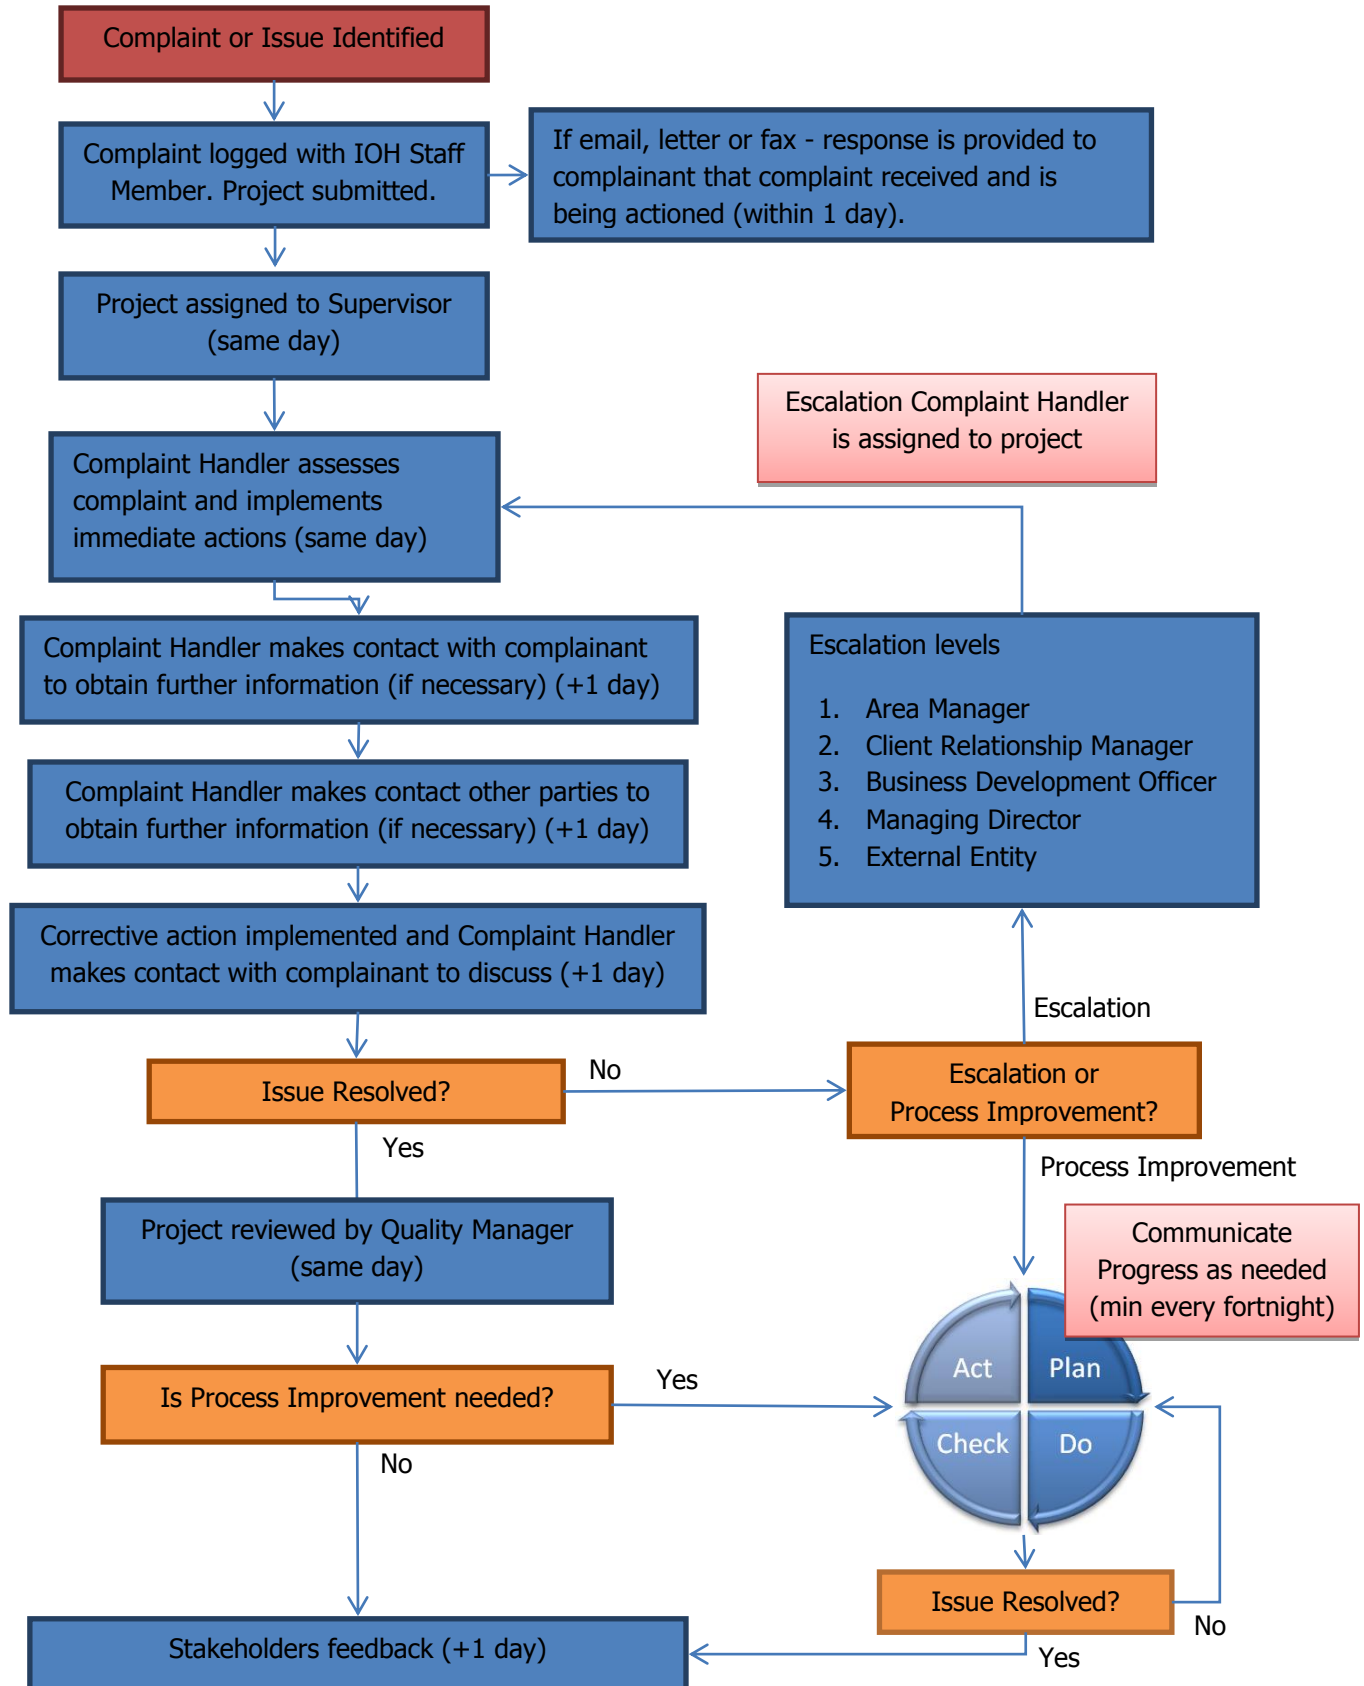 Complaint or Issue Identified
Complaint logged with IOH Staff
Member. Project submitted.
If email, letter or fax - response is provided to
complainant that complaint received and is
being actioned (within 1 day).
Project assigned to Supervisor
(same day)
Escalation Complaint Handler
is assigned to project
Complaint Handler assesses
complaint and implements
immediate actions (same day)
Complaint Handler makes contact with complainant
to obtain further information (if necessary) (+1 day)
Escalation levels
1. Area Manager
2. Client Relationship Manager
3. Business Development Officer
4. Managing Director
5. External Entity
Complaint Handler makes contact other parties to
obtain further information (if necessary) (+1 day)
Corrective action implemented and Complaint Handler
makes contact with complainant to discuss (+1 day)
Escalation
Issue Resolved?
No
Escalation or
Process Improvement?
Yes
Process Improvement
Project reviewed by Quality Manager
(same day)
Communicate
Progress as needed
(min every fortnight)
Is Process Improvement needed?
Yes
Act
Plan
Check
Do
No
Issue Resolved?
No
Yes
Stakeholders feedback (+1 day)